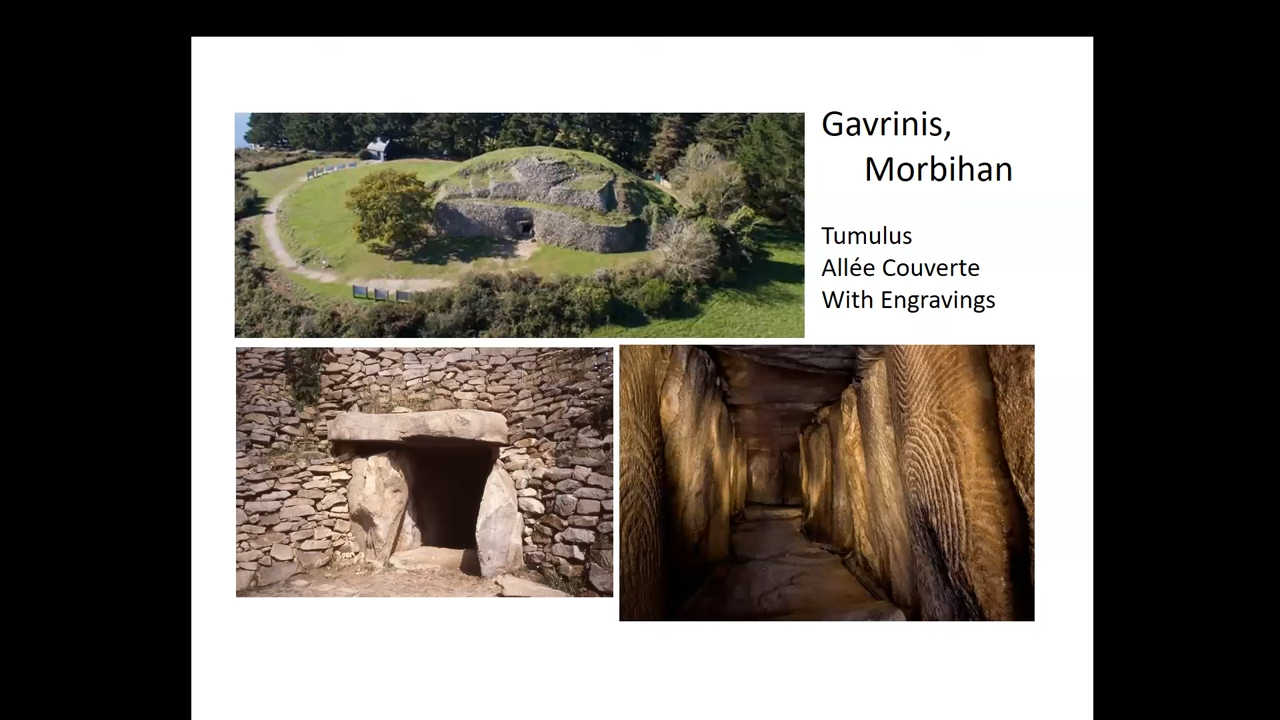 Gavrinis,
Morbihan
Tumulus
Allée Couverte
With Engravings